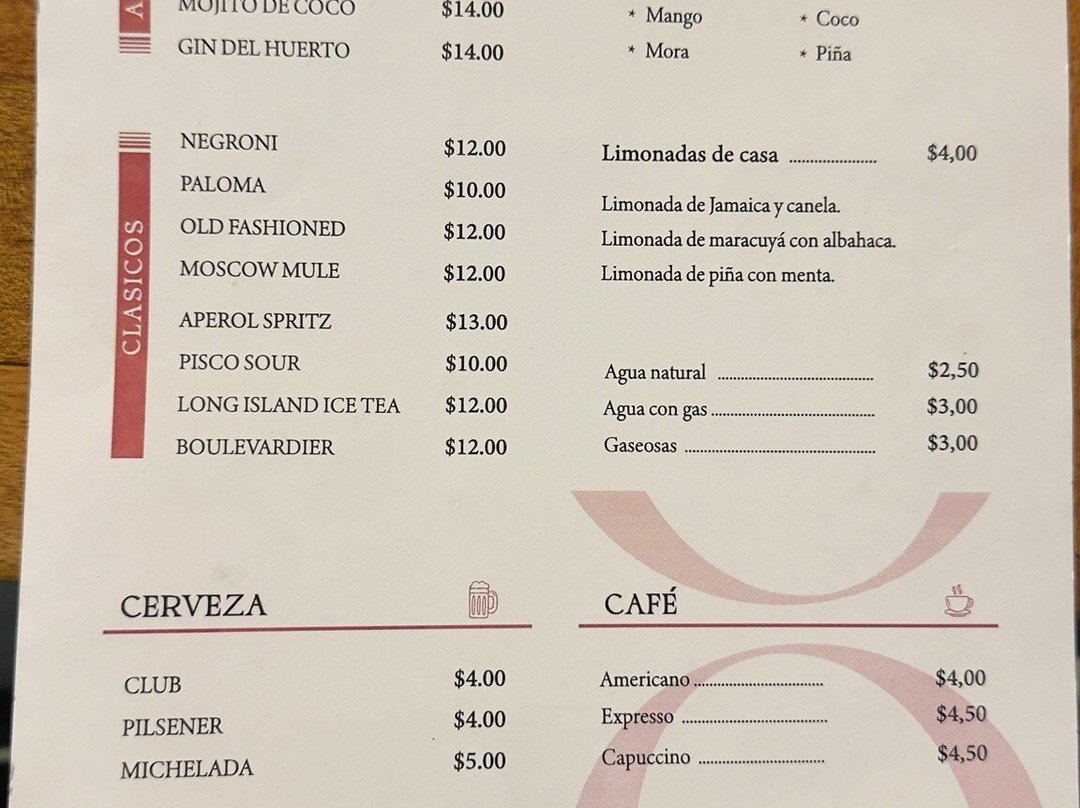 A
MOJITO DE COCO $14.00
GIN DEL HUERTO $14.00
CLASICOS
NEGRONI $12.00
PALOMA $10.00
OLD FASHIONED $12.00
MOSCOW MULE $12.00
APEROL SPRITZ $13.00
PISCO SOUR $10.00
LONG ISLAND ICE TEA $12.00
BOULEVARDIER $12.00
* Mango * Coco
* Mora * Piña
Limonadas de casa ...................... $4,00
Limonada de Jamaica y canela.
Limonada de maracuyá con albahaca.
Limonada de piña con menta.
Agua natural ........................................ $2,50
Agua con gas .......................................... $3,00
Gaseosas ................................................. $3,00
CERVEZA
CLUB $4.00
PILSENER $4.00
MICHELADA $5.00
CAFÉ
Americano ................................. $4,00
Expresso ..................................... $4,50
Capuccino ................................ $4,50